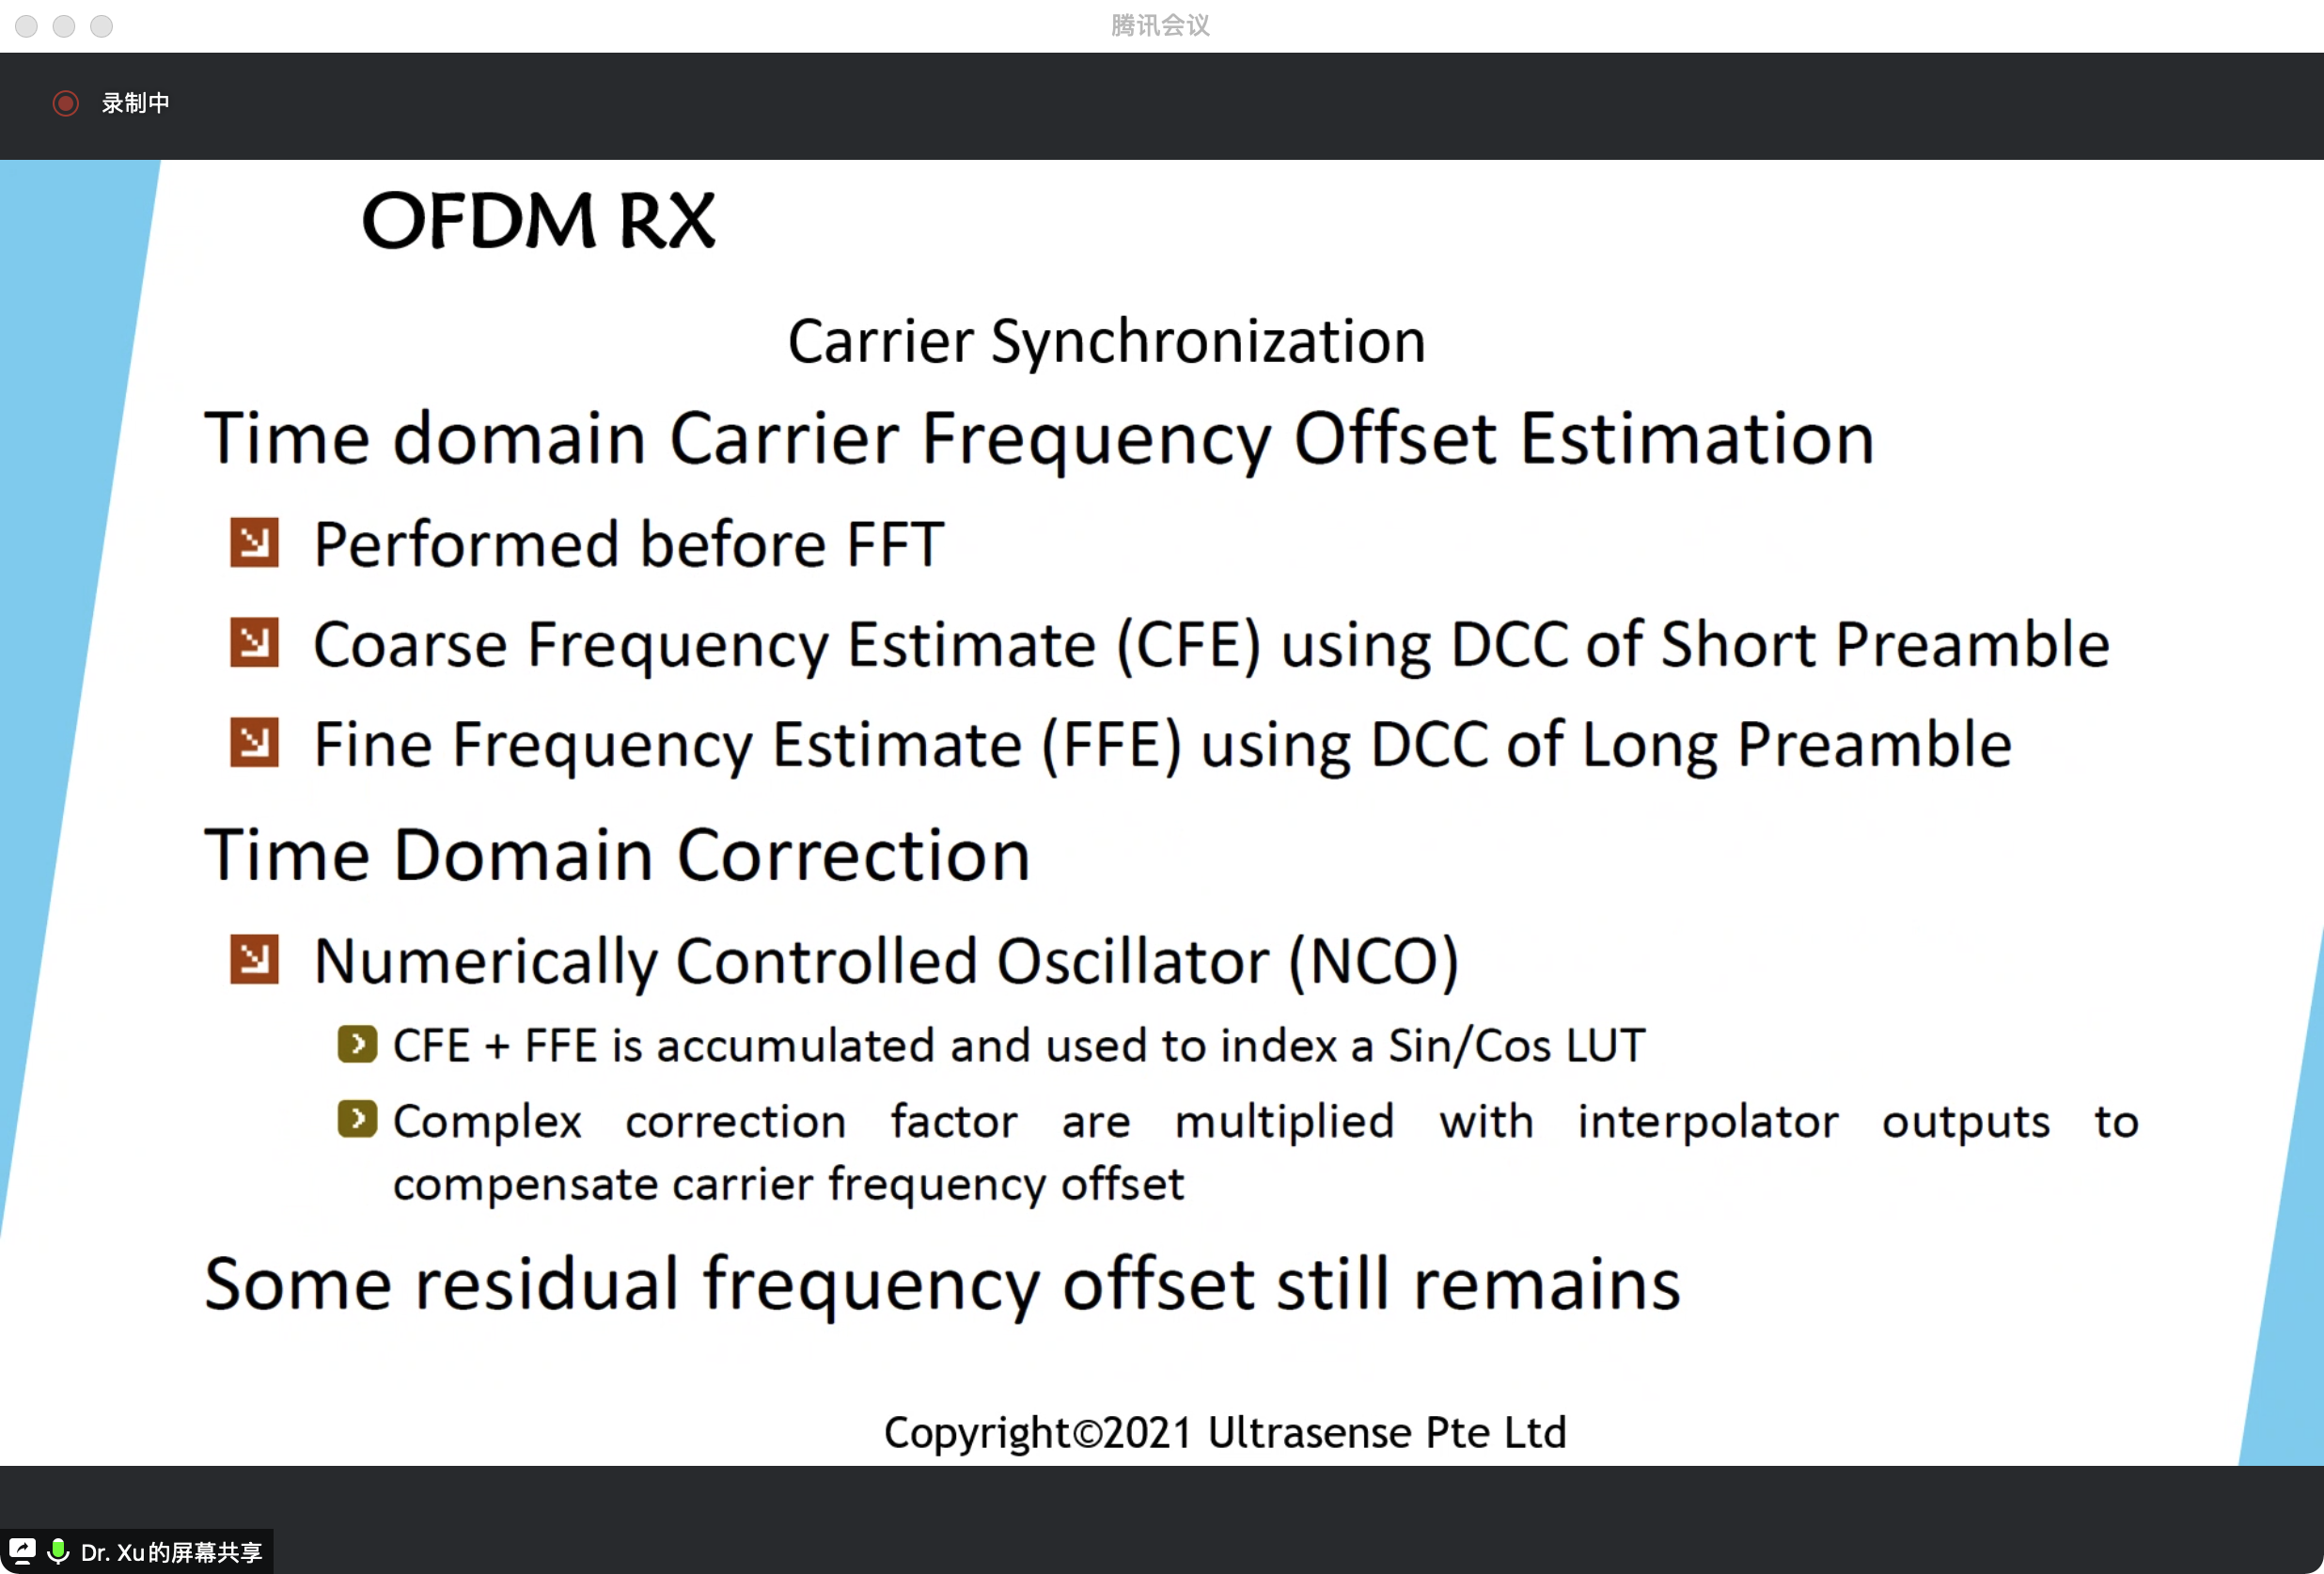 腾讯会议
录制中
OFDM RX
Carrier Synchronization
Time domain Carrier Frequency Offset Estimation
Performed before FFT
Coarse Frequency Estimate (CFE) using DCC of Short Preamble
Fine Frequency Estimate (FFE) using DCC of Long Preamble
Time Domain Correction
Numerically Controlled Oscillator (NCO)
CFE + FFE is accumulated and used to index a Sin/Cos LUT
Complex correction factor are multiplied with interpolator outputs to
compensate carrier frequency offset
Some residual frequency offset still remains
Copyright©2021 Ultrasense Pte Ltd
Dr. Xu的屏幕共享